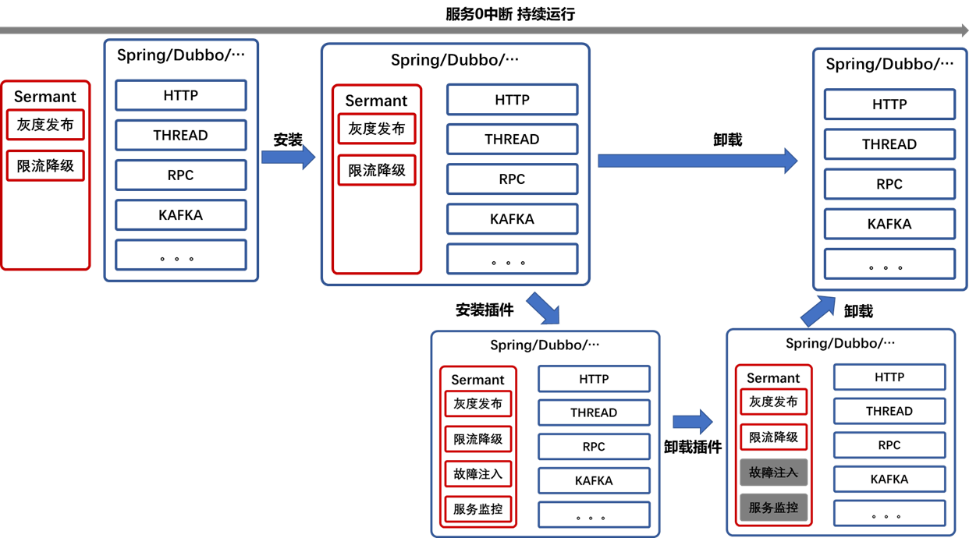 服务0中断 持续运行
Sermant
灰度发布
限流降级
Spring/Dubbo/…
HTTP
THREAD
RPC
KAFKA
。。。
安装
Spring/Dubbo/…
Sermant
灰度发布
限流降级
HTTP
THREAD
RPC
KAFKA
。。。
卸载
Spring/Dubbo/…
HTTP
THREAD
RPC
KAFKA
。。。
安装插件
Spring/Dubbo/…
Sermant
灰度发布
限流降级
故障注入
服务监控
HTTP
THREAD
RPC
KAFKA
。。。
卸载插件
Spring/Dubbo/…
Sermant
灰度发布
限流降级
故障注入
服务监控
HTTP
THREAD
RPC
KAFKA
。。。
卸载